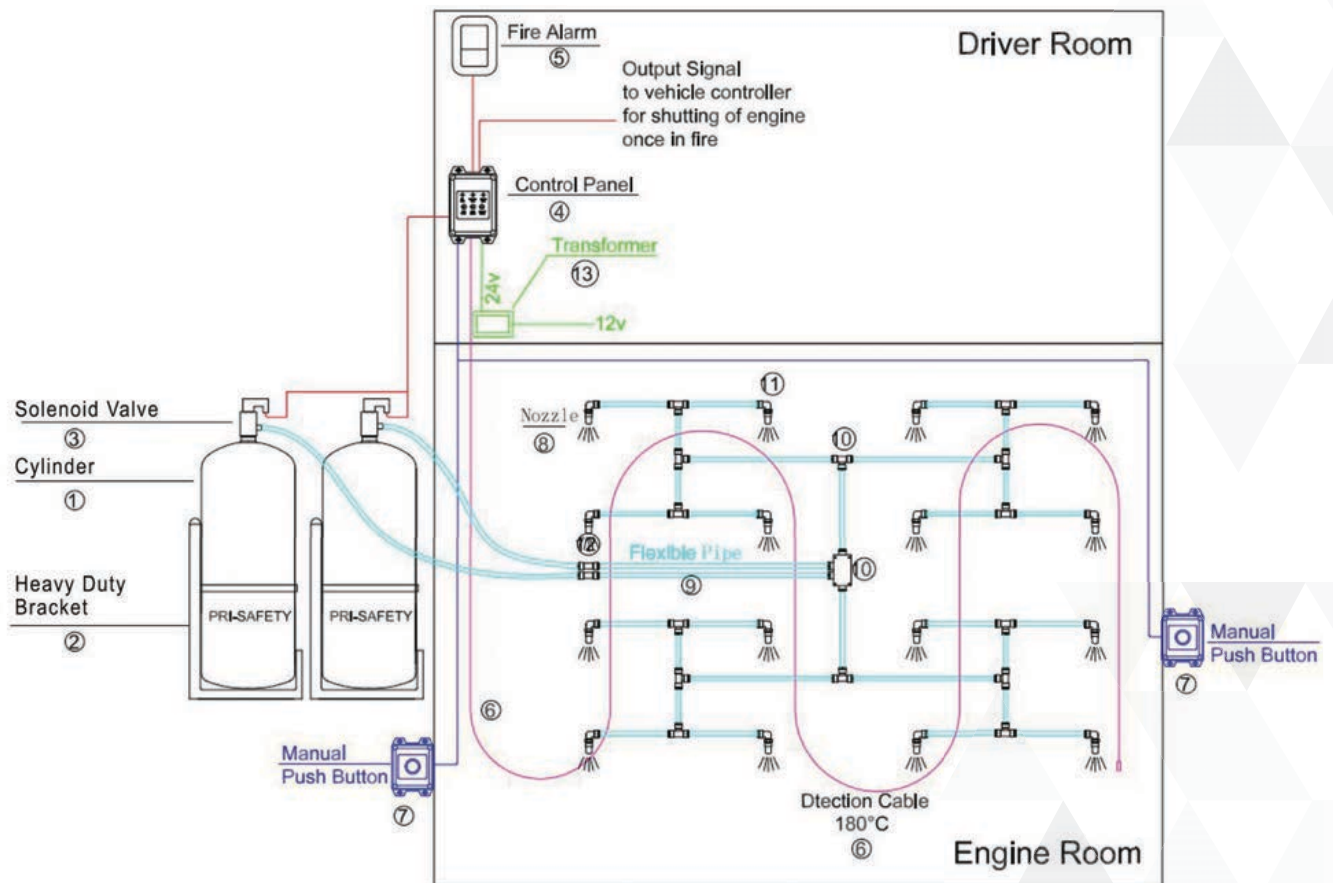 Driver Room
Fire Alarm
⑤
Output Signal
to vehicle controller
for shutting of engine
once in fire
Control Panel
④
Transformer
⑬
24v
12v
Solenoid Valve
③
Cylinder
①
Heavy Duty
Bracket
②
PRI-SAFETY
PRI-SAFETY
Nozzle
⑧
⑪
⑩
⑫
Flexible Pipe
⑨
⑩
⑥
Manual
Push Button
⑦
Manual
Push Button
⑦
Dtection Cable
180°C
⑥
Engine Room